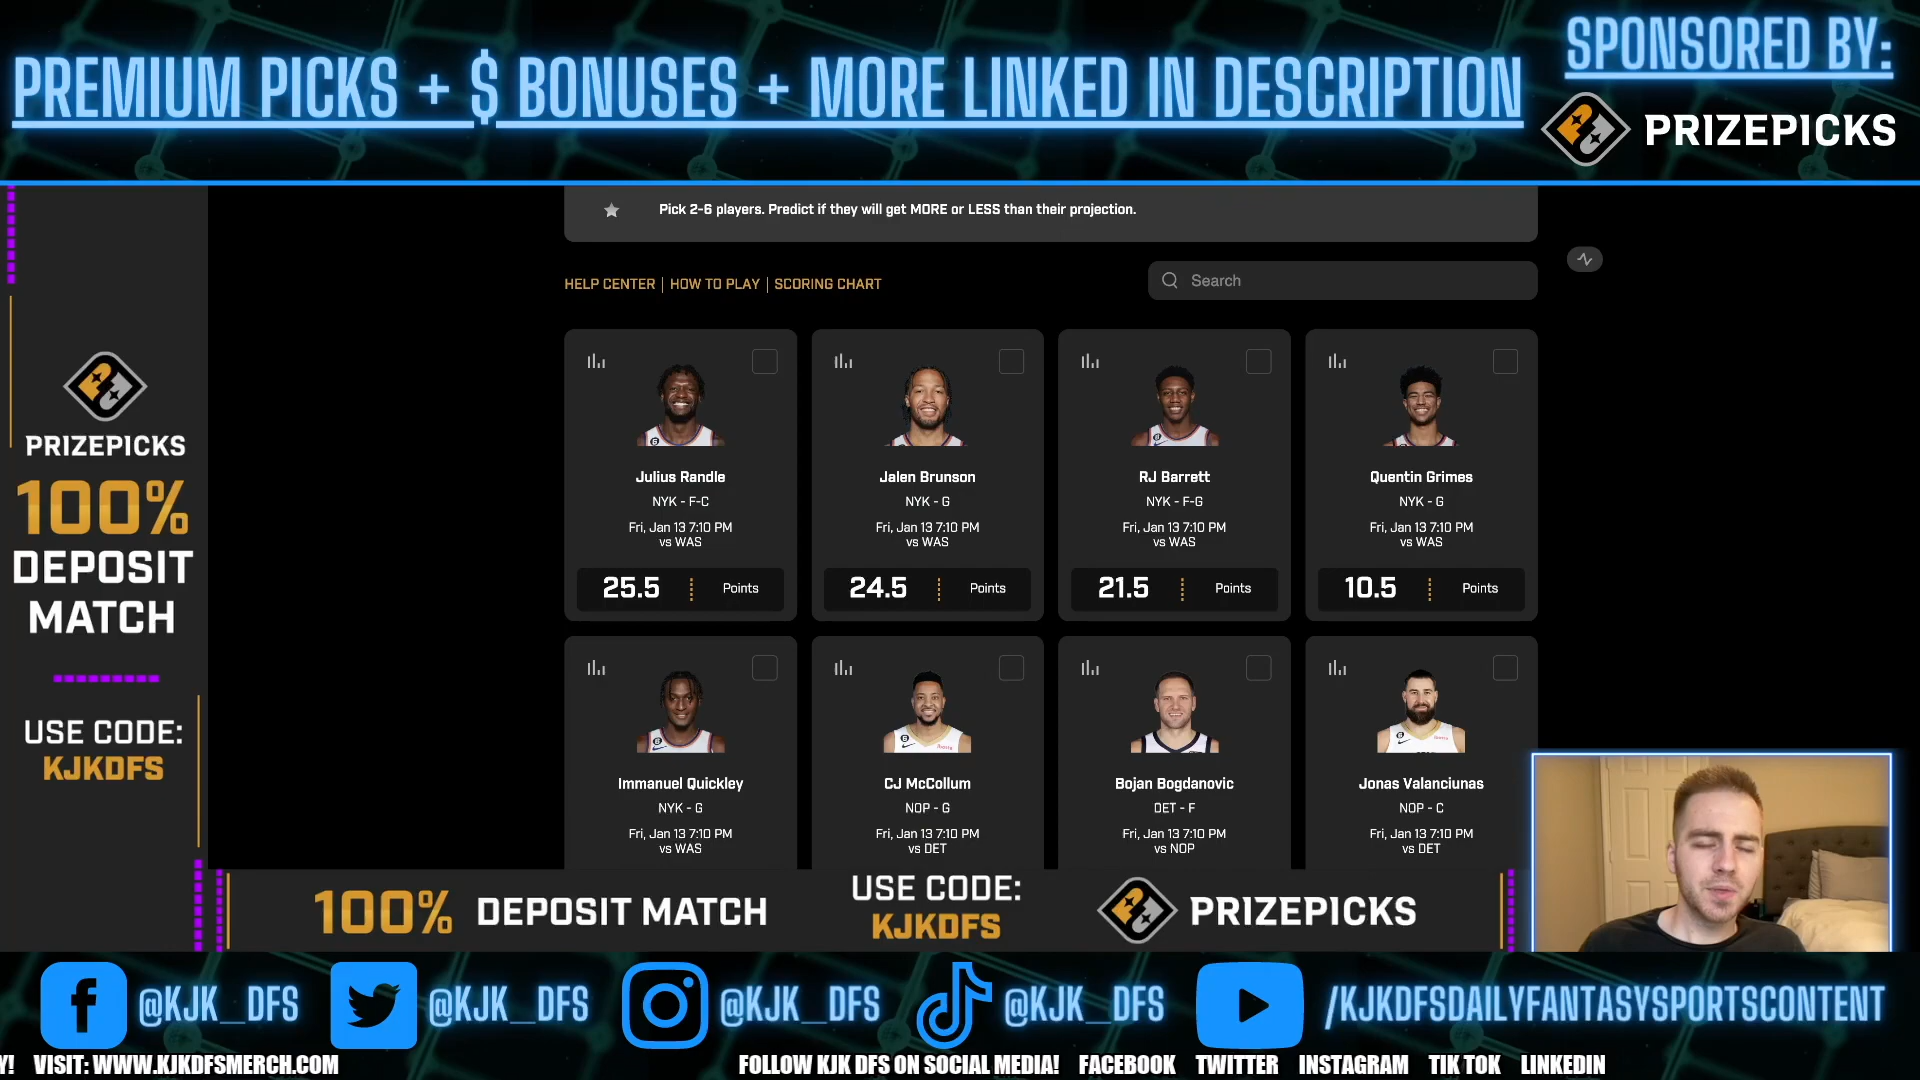 PREMIUM PICKS + $ BONUSES + MORE LINKED IN DESCRIPTION
SPONSORED BY:
PRIZEPICKS
Pick 2-6 players. Predict if they will get MORE or LESS than their projection.
HELP CENTER | HOW TO PLAY | SCORING CHART
Search
Julius Randle
NYK - F-C
Fri, Jan 13 7:10 PM
vs WAS
25.5 Points
Jalen Brunson
NYK - G
Fri, Jan 13 7:10 PM
vs WAS
24.5 Points
RJ Barrett
NYK - F-G
Fri, Jan 13 7:10 PM
vs WAS
21.5 Points
Quentin Grimes
NYK - G
Fri, Jan 13 7:10 PM
vs WAS
10.5 Points
Immanuel Quickley
NYK - G
Fri, Jan 13 7:10 PM
vs WAS
CJ McCollum
NOP - G
Fri, Jan 13 7:10 PM
vs DET
Bojan Bogdanovic
DET - F
Fri, Jan 13 7:10 PM
vs NOP
Jonas Valanciunas
NOP - C
Fri, Jan 13 7:10 PM
vs DET
PRIZEPICKS
100%
DEPOSIT
MATCH
USE CODE:
KJKDFS
100% DEPOSIT MATCH
USE CODE:
KJKDFS
PRIZEPICKS
@KJK_DFS
@KJK_DFS
@KJK_DFS
@KJK_DFS
/KJKDFSDAILYFANTASYSPORTSCONTENT
Y! VISIT: WWW.KJKDFSMERCH.COM
FOLLOW KJK DFS ON SOCIAL MEDIA! FACEBOOK TWITTER INSTAGRAM TIK TOK LINKEDIN